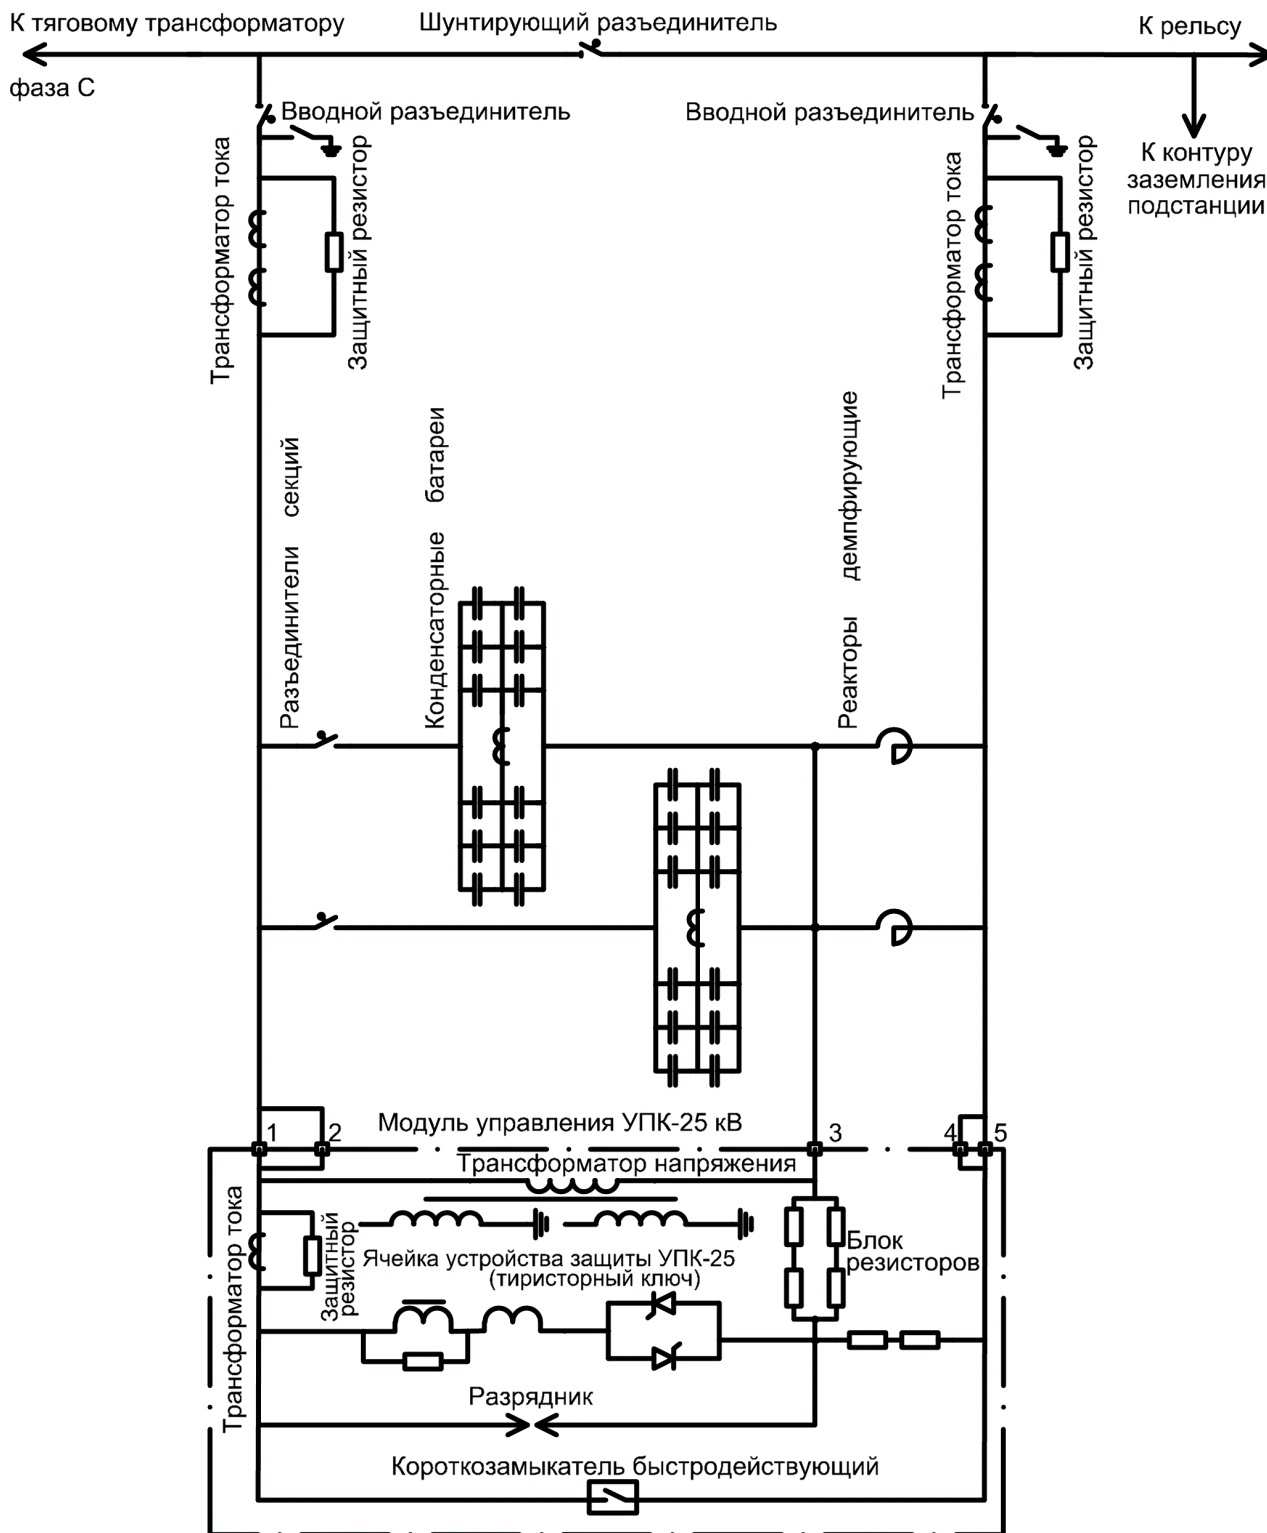 К тяговому трансформатору
Шунтирующий разъединитель
К рельсу
фаза С
Вводной разъединитель
Вводной разъединитель
К контуру
заземления
подстанции
Трансформатор тока
Защитный резистор
Трансформатор тока
Защитный резистор
Разъединители секций
Конденсаторные батареи
Реакторы демпфирующие
1
2
Модуль управления УПК-25 кВ
3
4
5
Трансформатор напряжения
Трансформатор тока
Защитный
резистор
Ячейка устройства защиты УПК-25
(тиристорный ключ)
Блок
резисторов
Разрядник
Короткозамыкатель быстродействующий